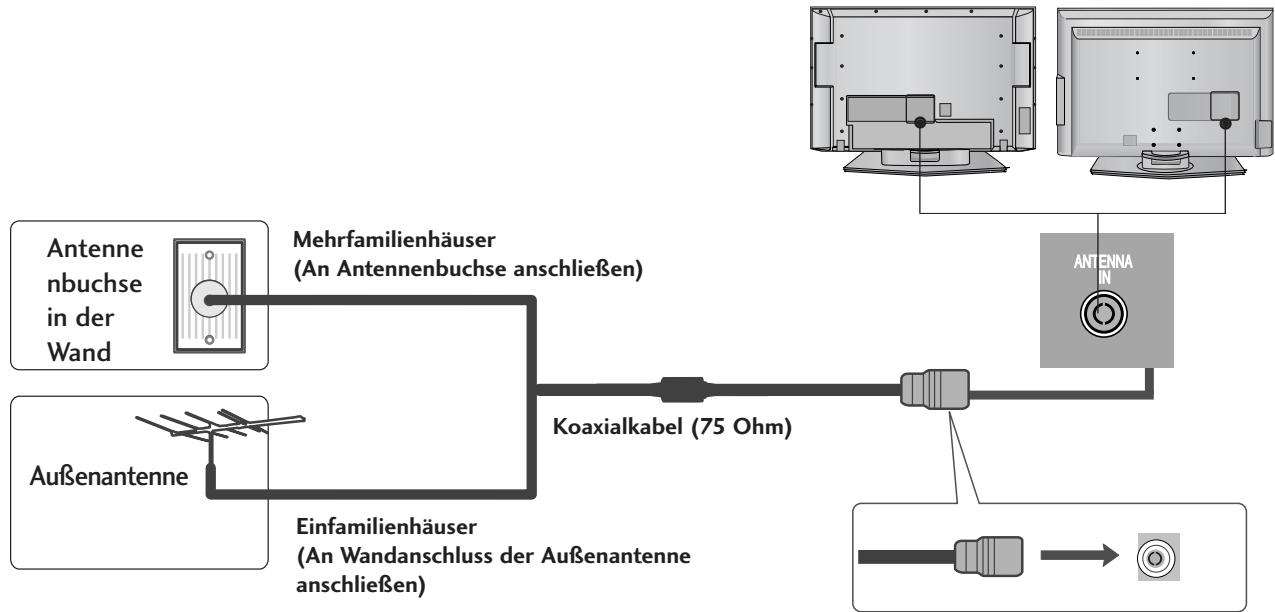 ANTENNA
IN
Antenne
nbuchse
in der
Wand
Mehrfamilienhäuser
(An Antennenbuchse anschließen)
Koaxialkabel (75 Ohm)
Außenantenne
Einfamilienhäuser
(An Wandanschluss der Außenantenne
anschließen)